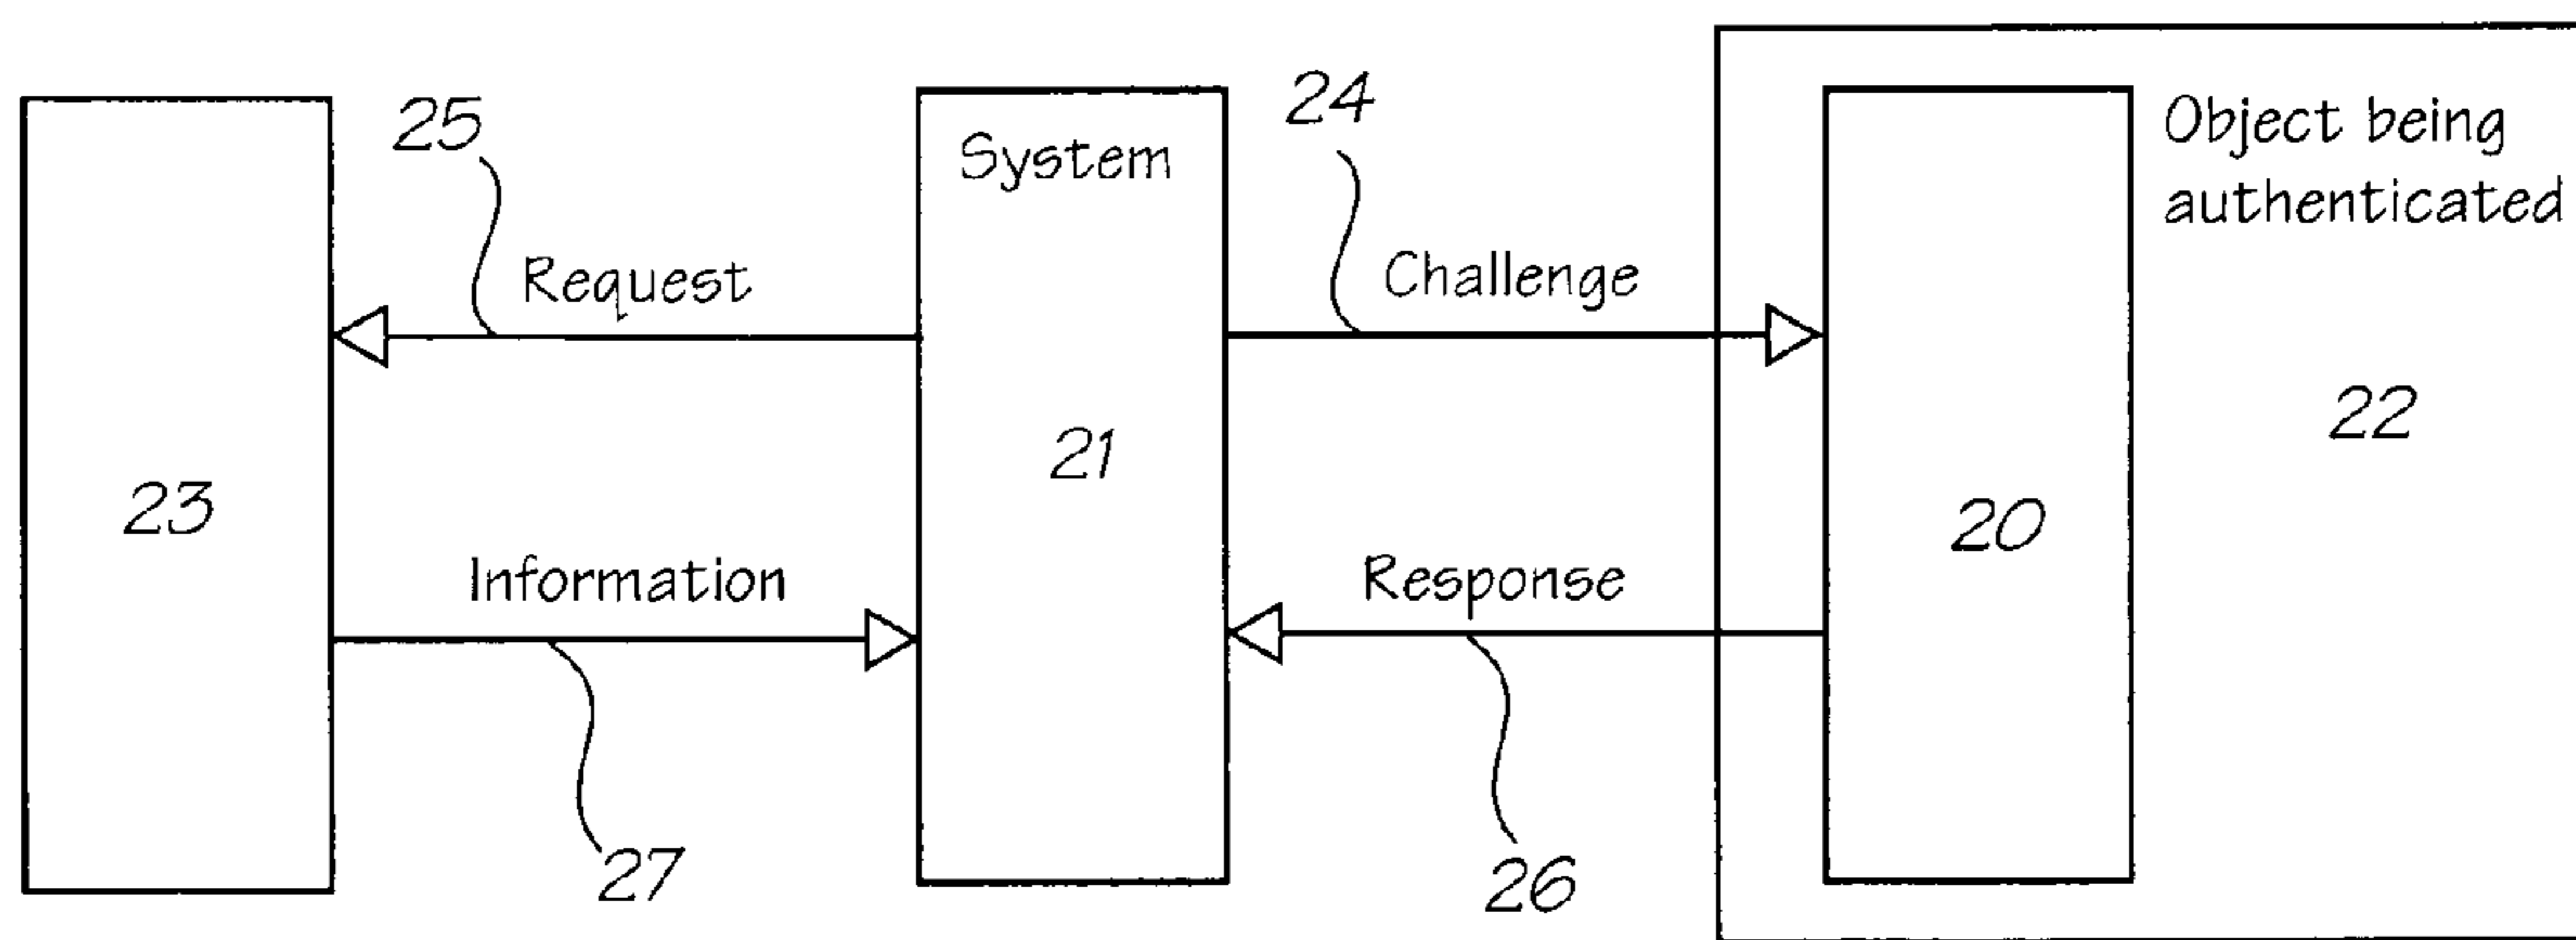 25
System
24
Object being
authenticated
Request
Challenge
22
21
23
20
Information
Response
27
26